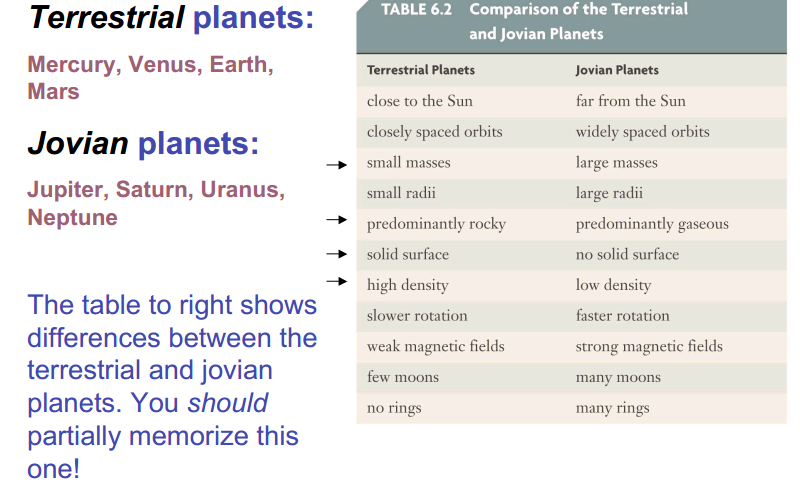 Terrestrial planets:
Mercury, Venus, Earth,
Mars
Jovian planets:
Jupiter, Saturn, Uranus,
Neptune
The table to right shows
differences between the
terrestrial and jovian
planets. You should
partially memorize this
one!
TABLE 6.2 Comparison of the Terrestrial
and Jovian Planets
Terrestrial Planets Jovian Planets
close to the Sun far from the Sun
closely spaced orbits widely spaced orbits
small masses large masses
small radii large radii
predominantly rocky predominantly gaseous
solid surface no solid surface
high density low density
slower rotation faster rotation
weak magnetic fields strong magnetic fields
few moons many moons
no rings many rings